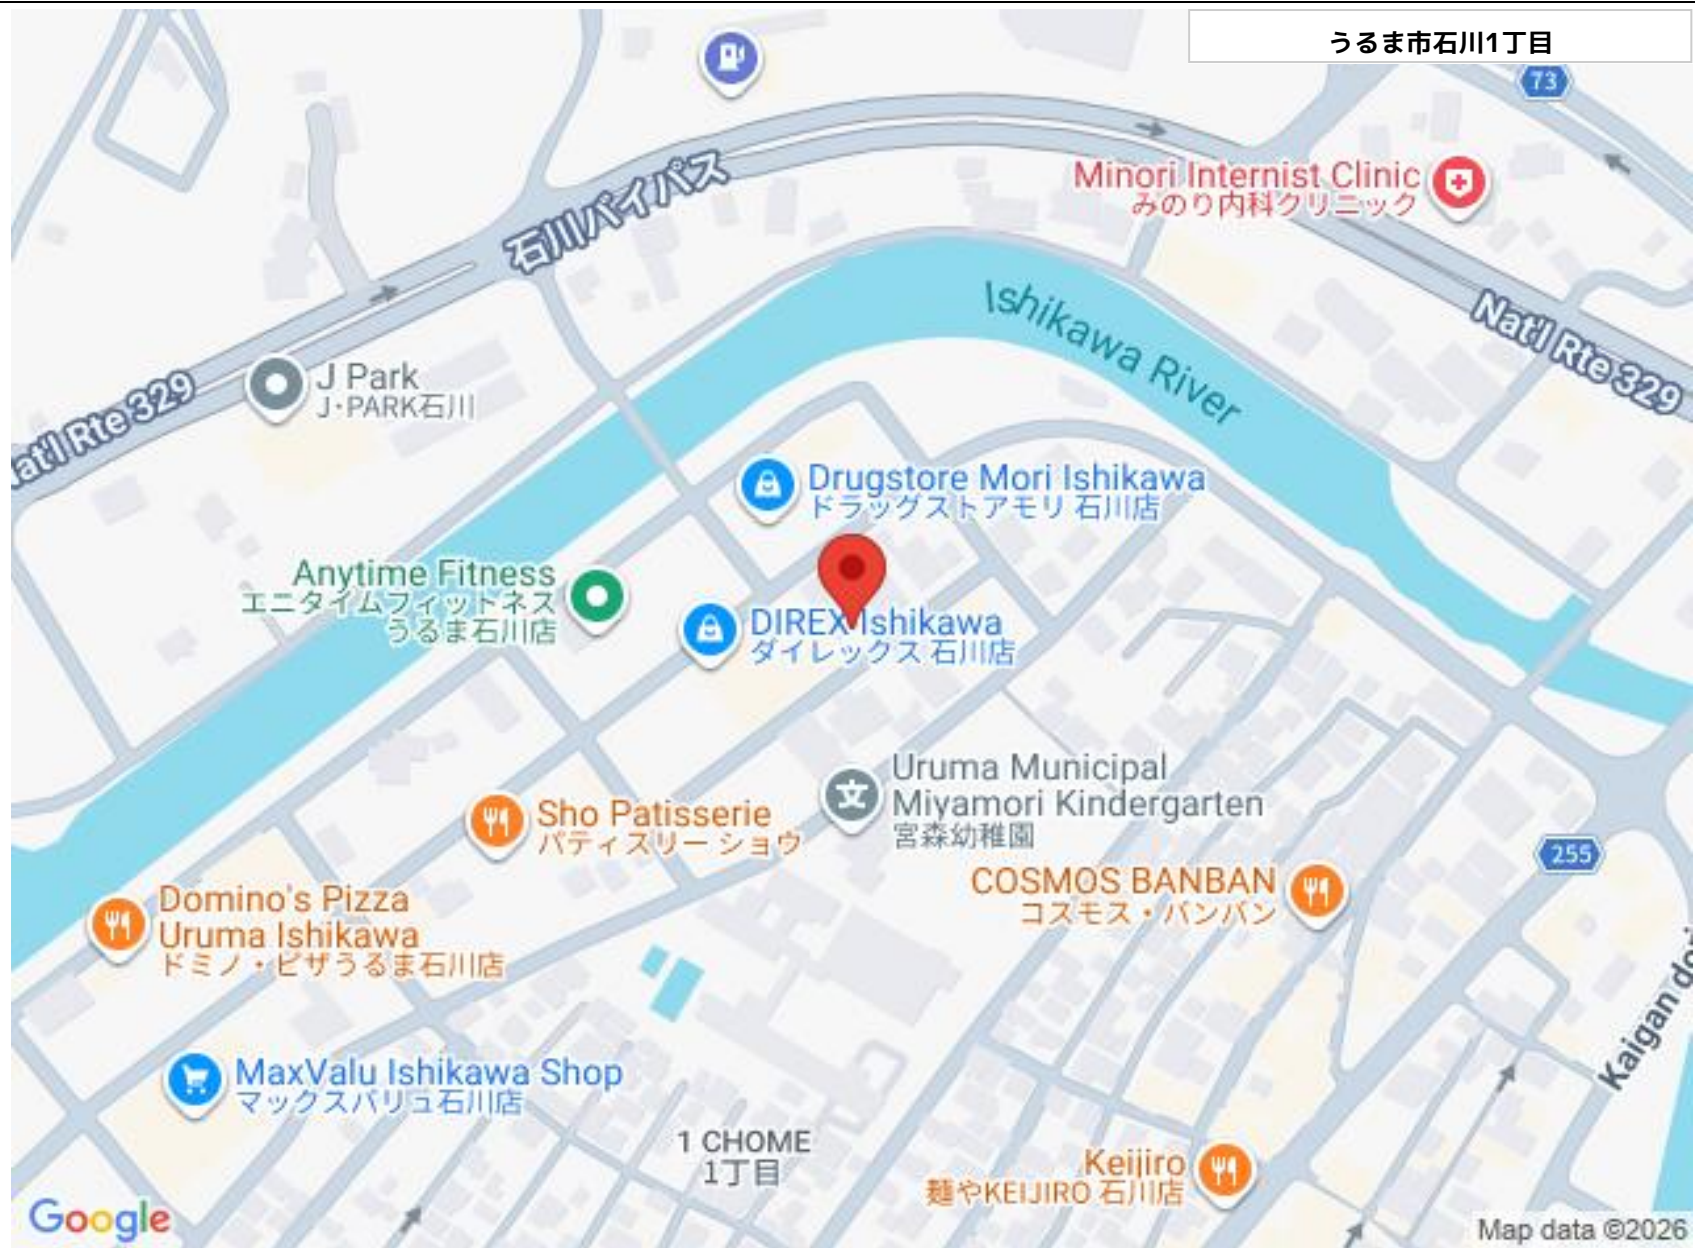 うるま市石川1丁目
73
石川バイパス
Minori Internist Clinic
みのり内科クリニック
Ishikawa River
Nat'l Rte 329
J Park
J・PARK石川
Nat'l Rte 329
Drugstore Mori Ishikawa
ドラッグストアモリ 石川店
Anytime Fitness
エニタイムフィットネス
うるま石川店
DIREX Ishikawa
ダイレックス 石川店
Uruma Municipal
Miyamori Kindergarten
宮森幼稚園
Sho Patisserie
パティスリー ショウ
255
COSMOS BANBAN
コスモス・バンバン
Domino's Pizza
Uruma Ishikawa
ドミノ・ピザうるま石川店
Kaigan dori
MaxValu Ishikawa Shop
マックスバリュ石川店
1 CHOME
1丁目
Keijiro
麺やKEIJIRO 石川店
Google
Map data ©2026